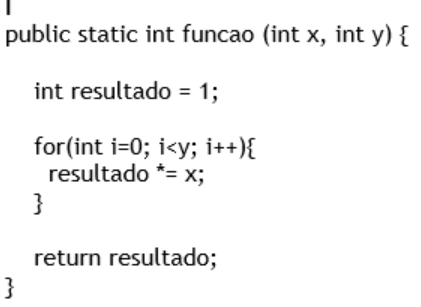 public static int funcao (int x, int y) {
int resultado = 1;
for(int i=0; i<y; i++){
resultado *= x;
}
return resultado;
}